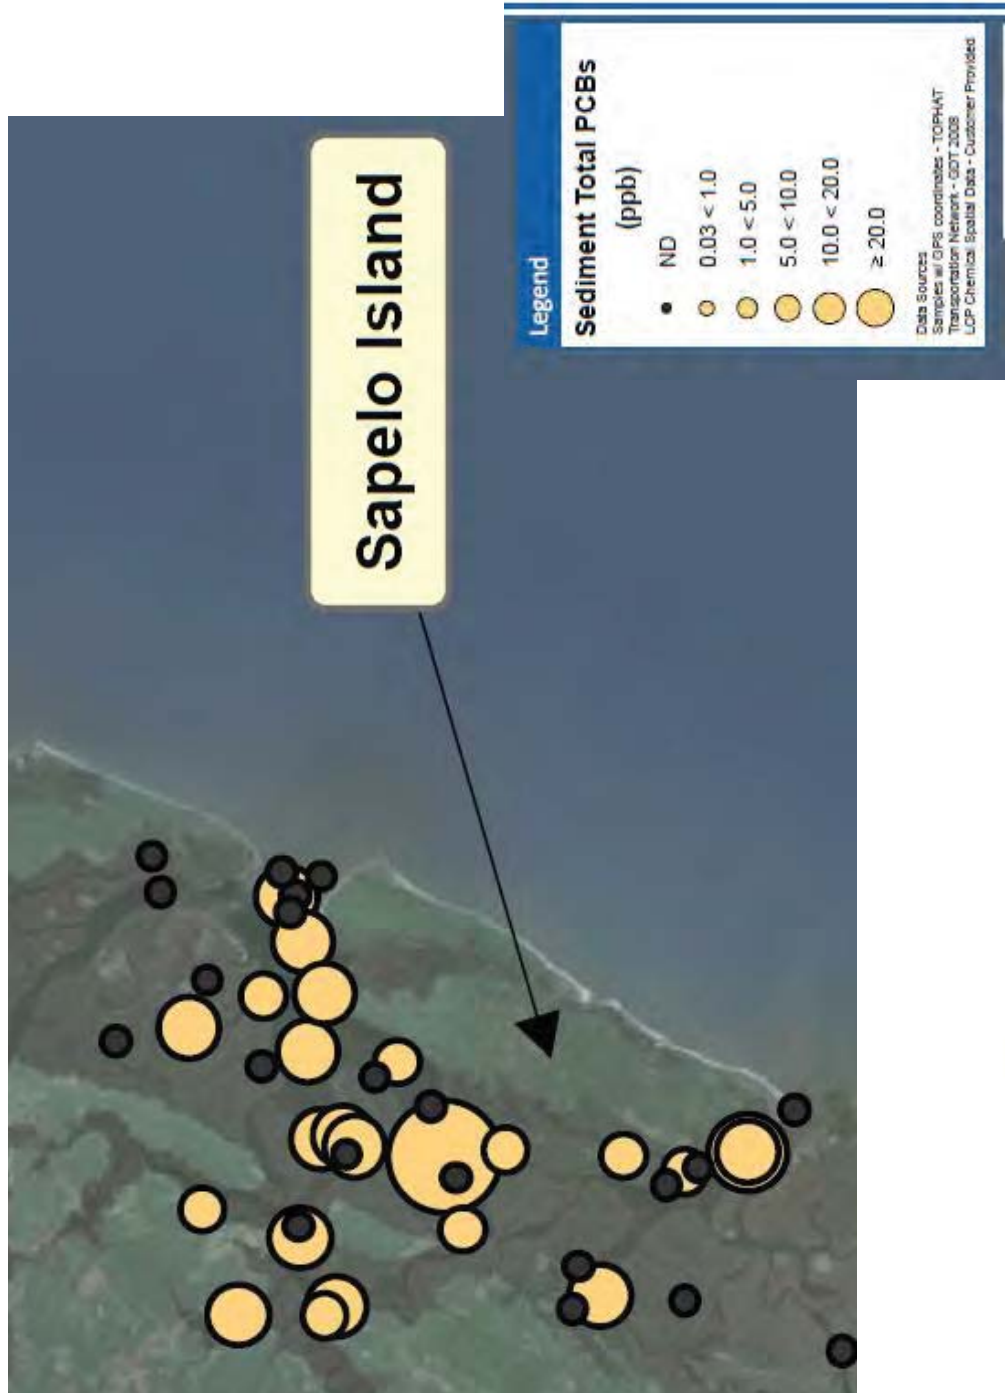 Sapelo Island
Legend
Sediment Total PCBs
(ppb)
ND
0.03 < 1.0
1.0 < 5.0
5.0 < 10.0
10.0 < 20.0
≥ 20.0
Data Sources
Samples w/ GPS coordinates - TOPHAT
Transportation Network - GDT 2008
LCP Chemical Spatial Data - Customer Provided